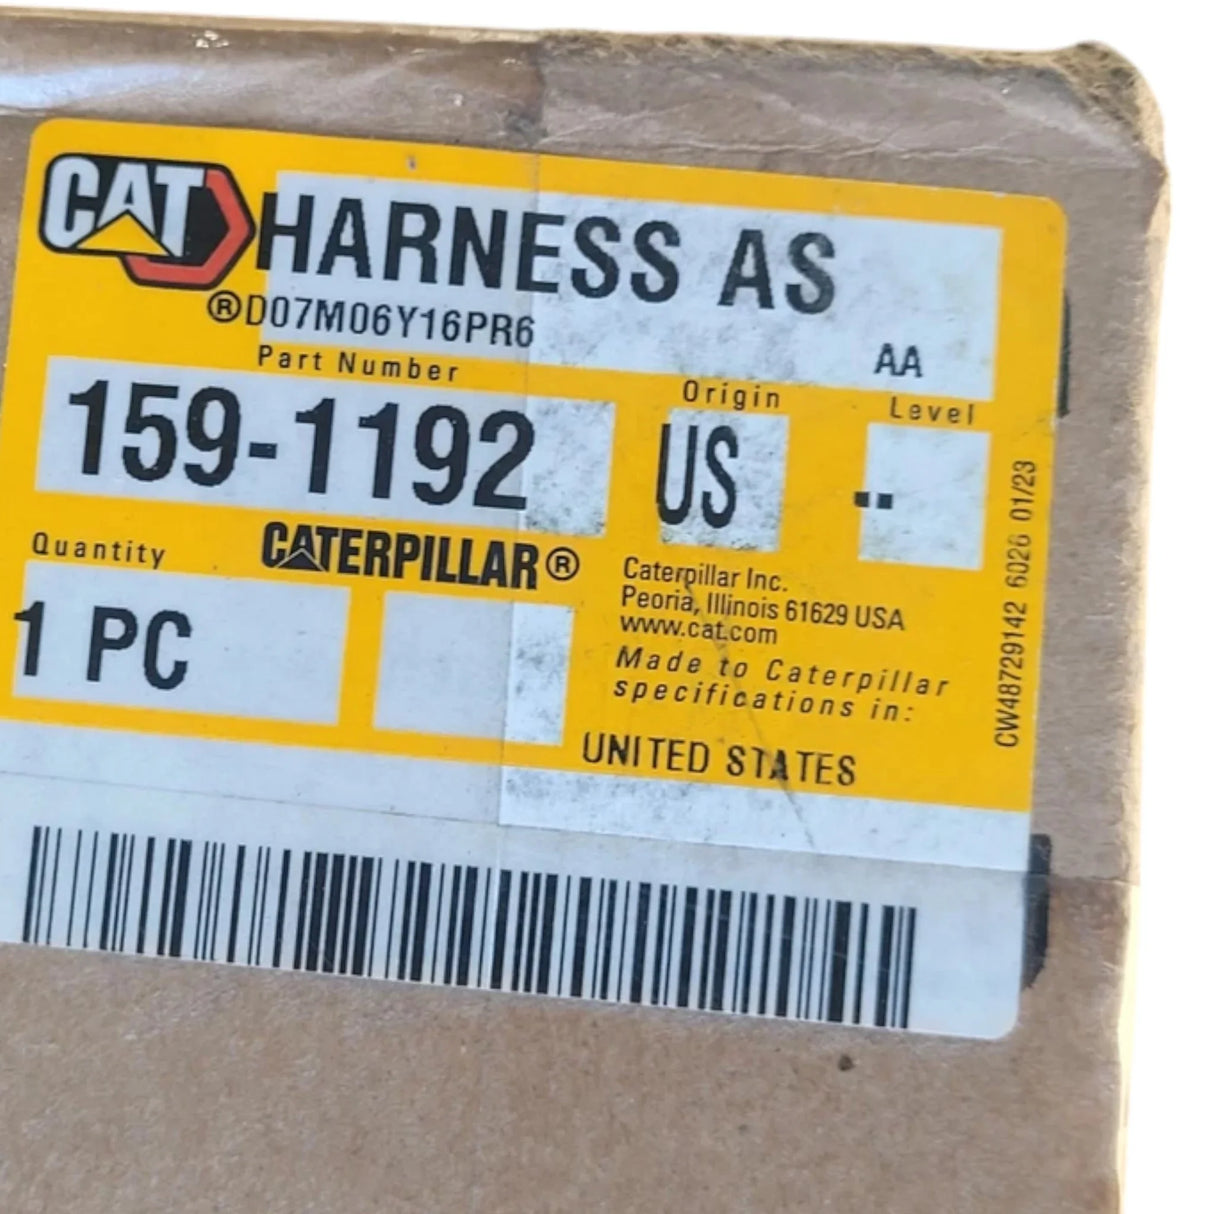 CAT
HARNESS AS
®D07M06Y16PR6
AA
Part Number
Origin
Level
159-1192
US
--
Quantity
CATERPILLAR®
1 PC
Caterpillar Inc.
Peoria, Illinois 61629 USA
www.cat.com
Made to Caterpillar
specifications in:
UNITED STATES
CW48729142 6026 01/23